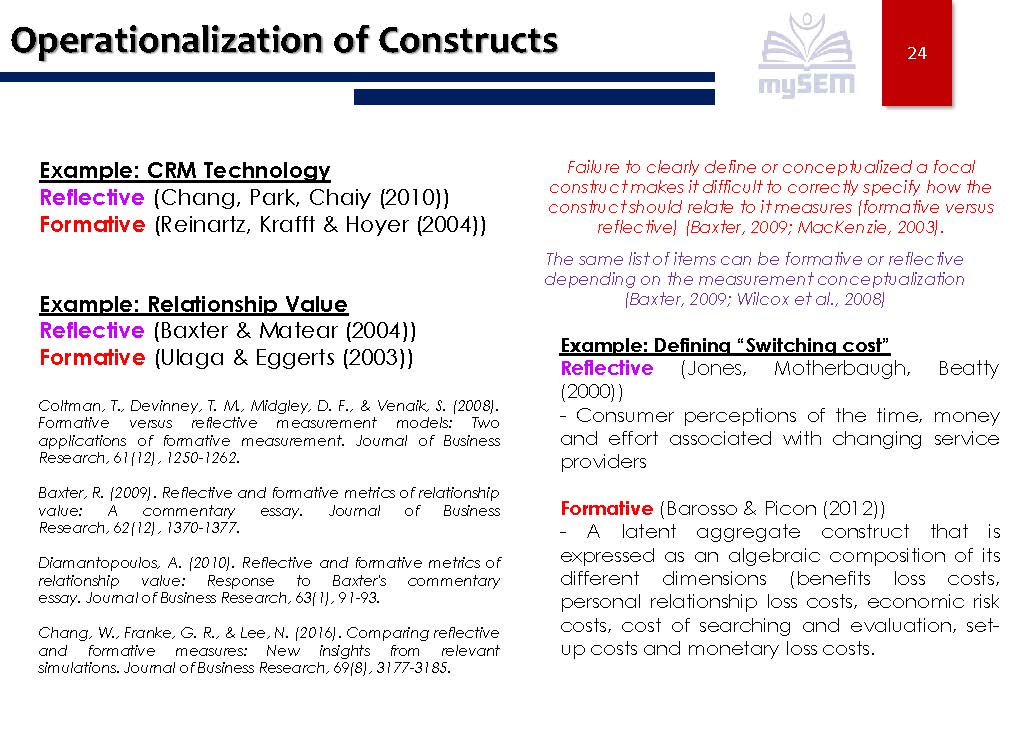 Operationalization of Constructs
mySEM
24
Example: CRM Technology
Reflective (Chang, Park, Chaiy (2010))
Formative (Reinartz, Krafft & Hoyer (2004))
Example: Relationship Value
Reflective (Baxter & Matear (2004))
Formative (Ulaga & Eggerts (2003))
Coltman, T., Devinney, T. M., Midgley, D. F., & Venaik, S. (2008).
Formative versus reflective measurement models: Two
applications of formative measurement. Journal of Business
Research, 61(12), 1250-1262.
Baxter, R. (2009). Reflective and formative metrics of relationship
value: A commentary essay. Journal of Business
Research, 62(12), 1370-1377.
Diamantopoulos, A. (2010). Reflective and formative metrics of
relationship value: Response to Baxter's commentary
essay. Journal of Business Research, 63(1), 91-93.
Chang, W., Franke, G. R., & Lee, N. (2016). Comparing reflective
and formative measures: New insights from relevant
simulations. Journal of Business Research, 69(8), 3177-3185.
Failure to clearly define or conceptualized a focal
construct makes it difficult to correctly specify how the
construct should relate to it measures (formative versus
reflective) (Baxter, 2009; MacKenzie, 2003).
The same list of items can be formative or reflective
depending on the measurement conceptualization
(Baxter, 2009; Wilcox et al., 2008)
Example: Defining “Switching cost”
Reflective (Jones, Motherbaugh, Beatty
(2000))
- Consumer perceptions of the time, money
and effort associated with changing service
providers
Formative (Barosso & Picon (2012))
- A latent aggregate construct that is
expressed as an algebraic composition of its
different dimensions (benefits loss costs,
personal relationship loss costs, economic risk
costs, cost of searching and evaluation, set-
up costs and monetary loss costs.